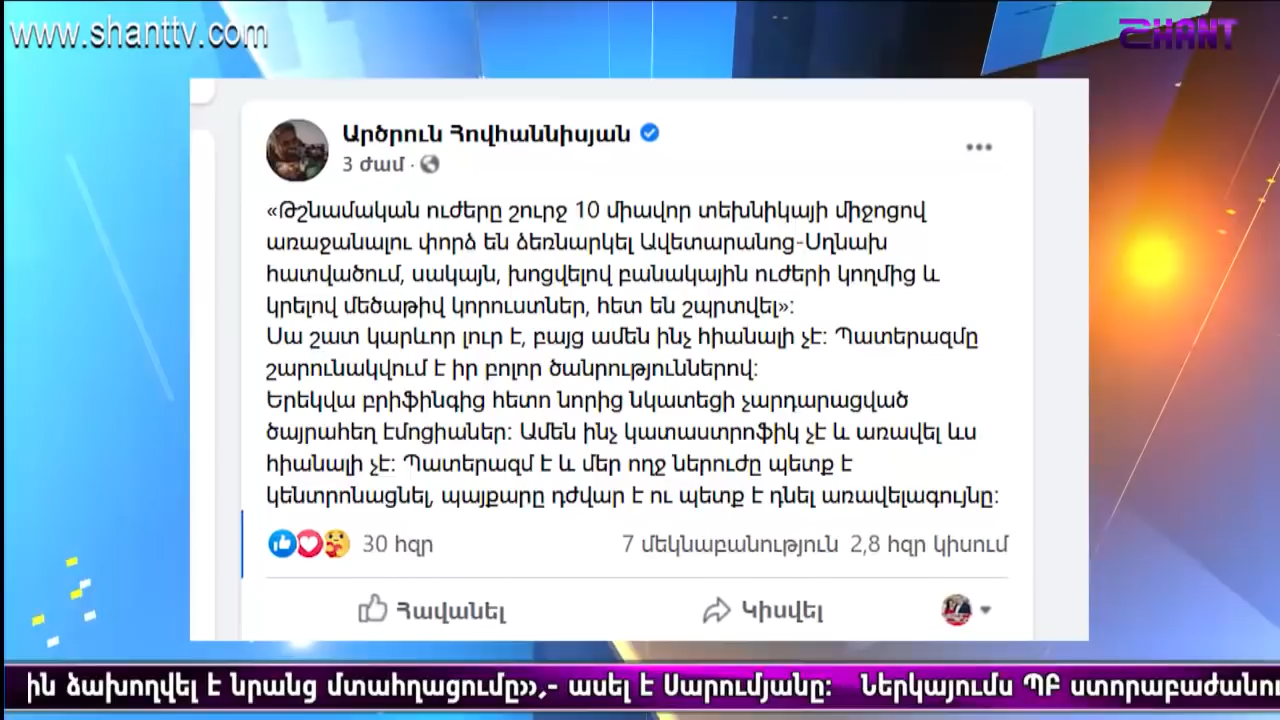 www.shanttv.com
SHANT
Արծրուն Հովհաննիսյան
3 ժամ ·
«Թշնամական ուժերը շուրջ 10 միավոր տեխնիկայի միջոցով
առաջանալու փորձ են ձեռնարկել Ավետարանոց-Սղնախ
հատվածում, սակայն, խոցվելով բանակային ուժերի կողմից և
կրելով մեծաթիվ կորուստներ, հետ են շպրտվել»:
Սա շատ կարևոր լուր է, բայց ամեն ինչ հիանալի չէ: Պատերազմը
շարունակվում է իր բոլոր ծանրություններով:
Երեկվա բրիֆինգից հետո նորից նկատեցի չարդարացված
ծայրահեղ էմոցիաներ: Ամեն ինչ կատաստրոֆիկ չէ և առավել ևս
հիանալի չէ: Պատերազմ է և մեր ողջ ներուժը պետք է
կենտրոնացնել, պայքարը դժվար է ու պետք է դնել առավելագույնը:
30 հզր 7 մեկնաբանություն 2,8 հզր կիսում
Հավանել Կիսվել
ին ձախողվել է նրանց մտահղացումը»,- ասել է Սարումյանը: Ներկայումս ՊԲ ստորաբաժանու